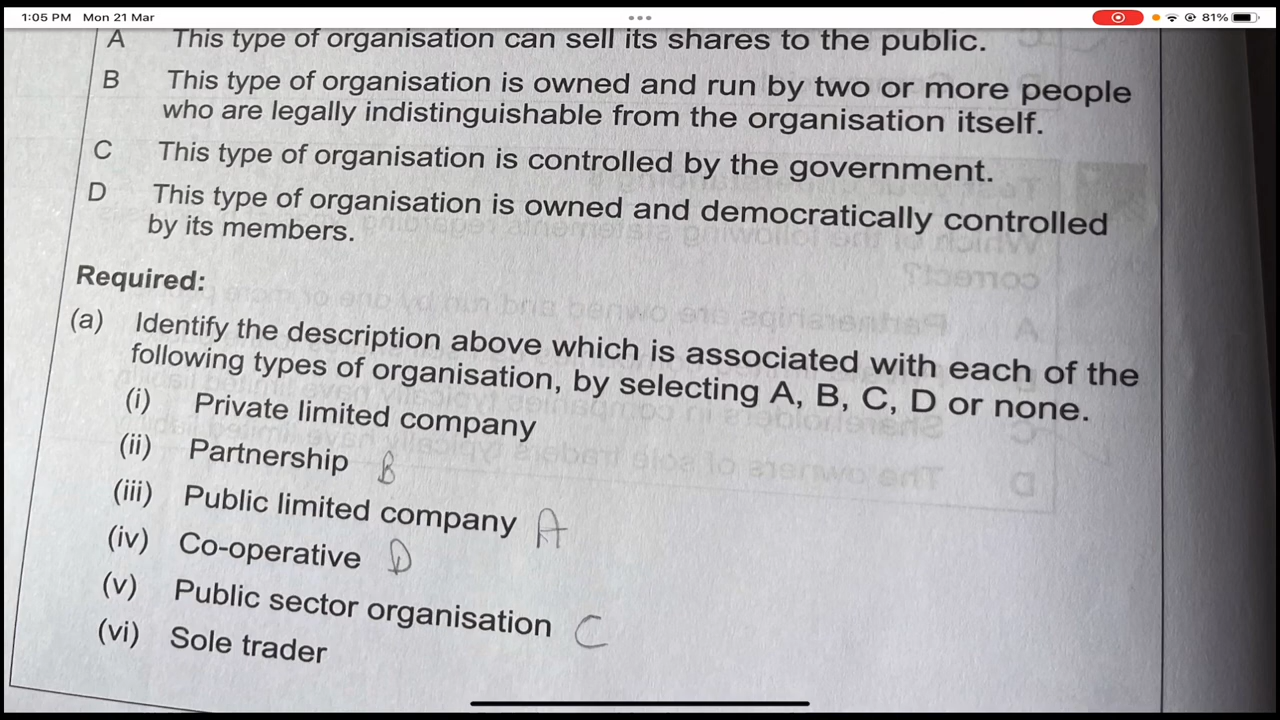 1:05 PM Mon 21 Mar
81%
A This type of organisation can sell its shares to the public.
B This type of organisation is owned and run by two or more people
who are legally indistinguishable from the organisation itself.
C This type of organisation is controlled by the government.
D This type of organisation is owned and democratically controlled
by its members.
Required:
(a) Identify the description above which is associated with each of the
following types of organisation, by selecting A, B, C, D or none.
(i) Private limited company
(ii) Partnership B
(iii) Public limited company A
(iv) Co-operative D
(v) Public sector organisation C
(vi) Sole trader